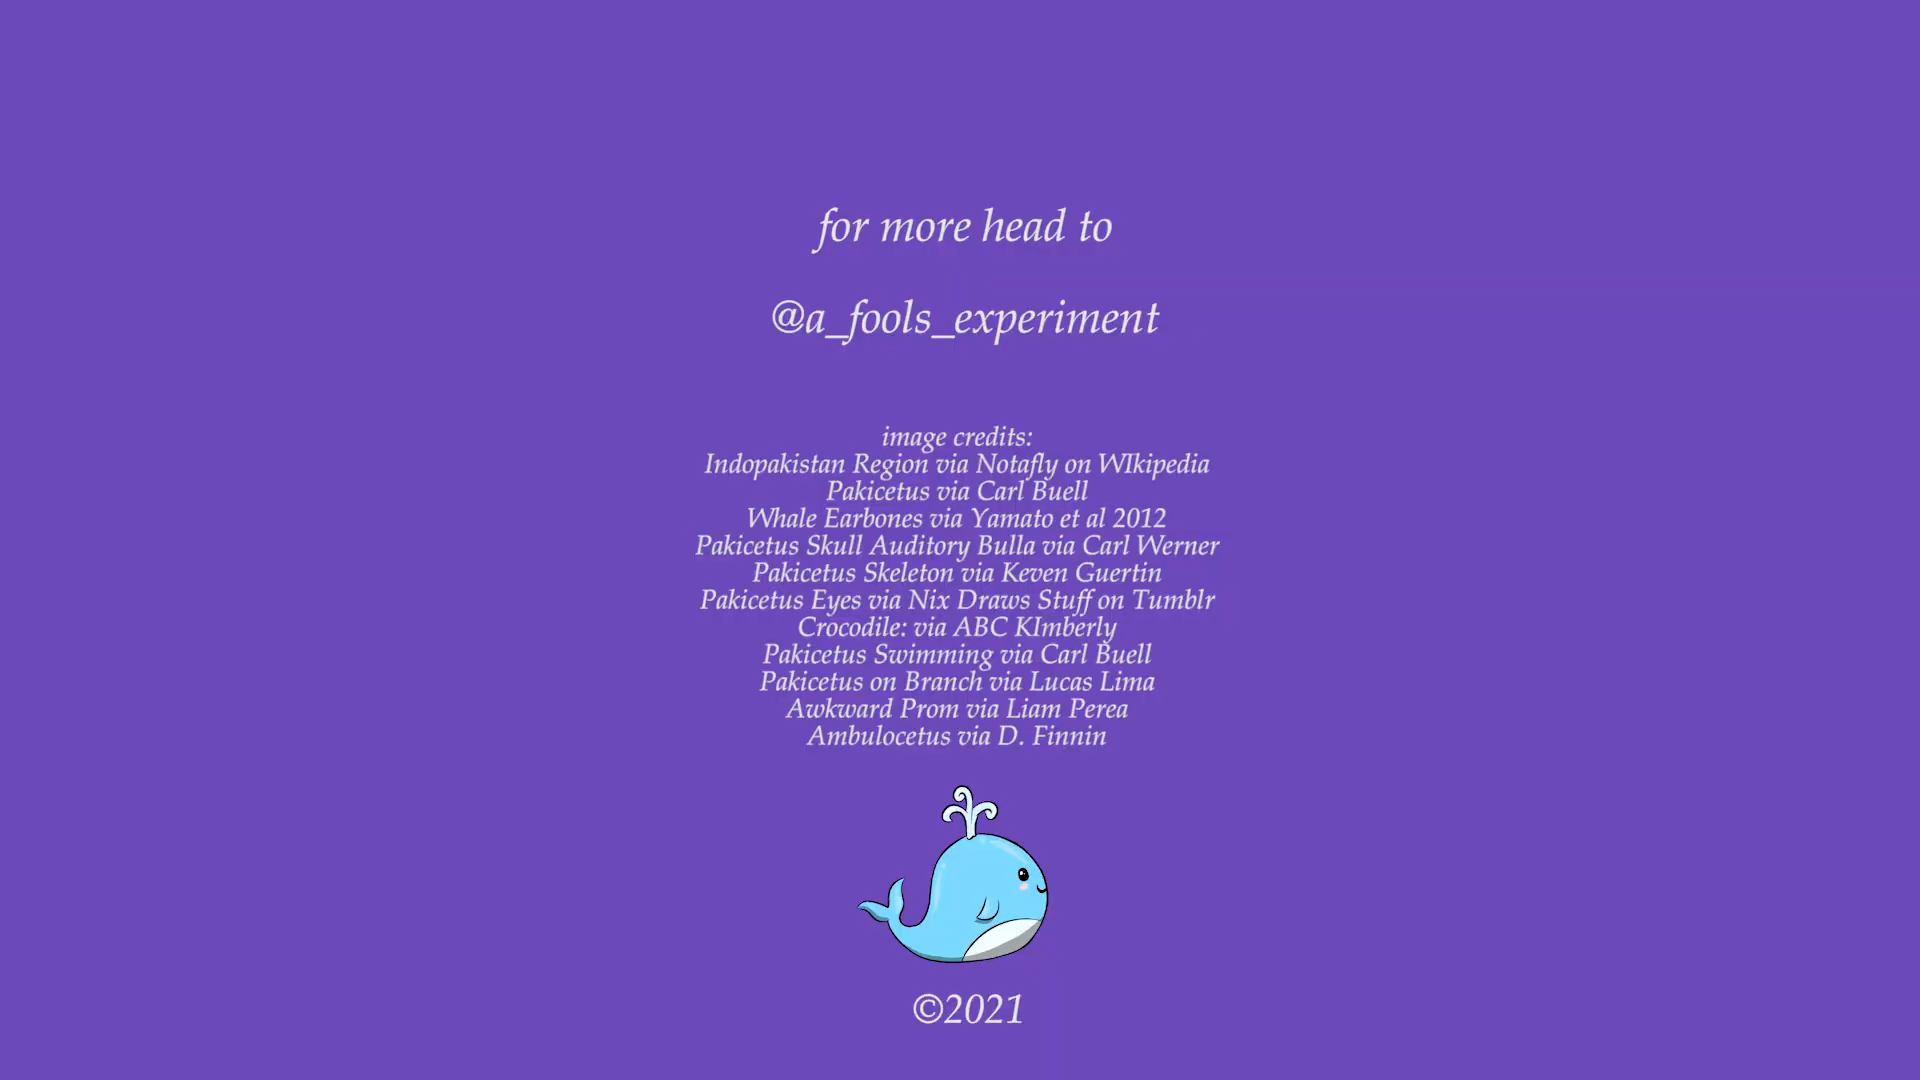 for more head to
@a_fools_experiment
image credits:
Indopakistan Region via Notafly on WIkipedia
Pakicetus via Carl Buell
Whale Earbones via Yamato et al 2012
Pakicetus Skull Auditory Bulla via Carl Werner
Pakicetus Skeleton via Keven Guertin
Pakicetus Eyes via Nix Draws Stuff on Tumblr
Crocodile: via ABC KImberly
Pakicetus Swimming via Carl Buell
Pakicetus on Branch via Lucas Lima
Awkward Prom via Liam Perea
Ambulocetus via D. Finnin
©2021